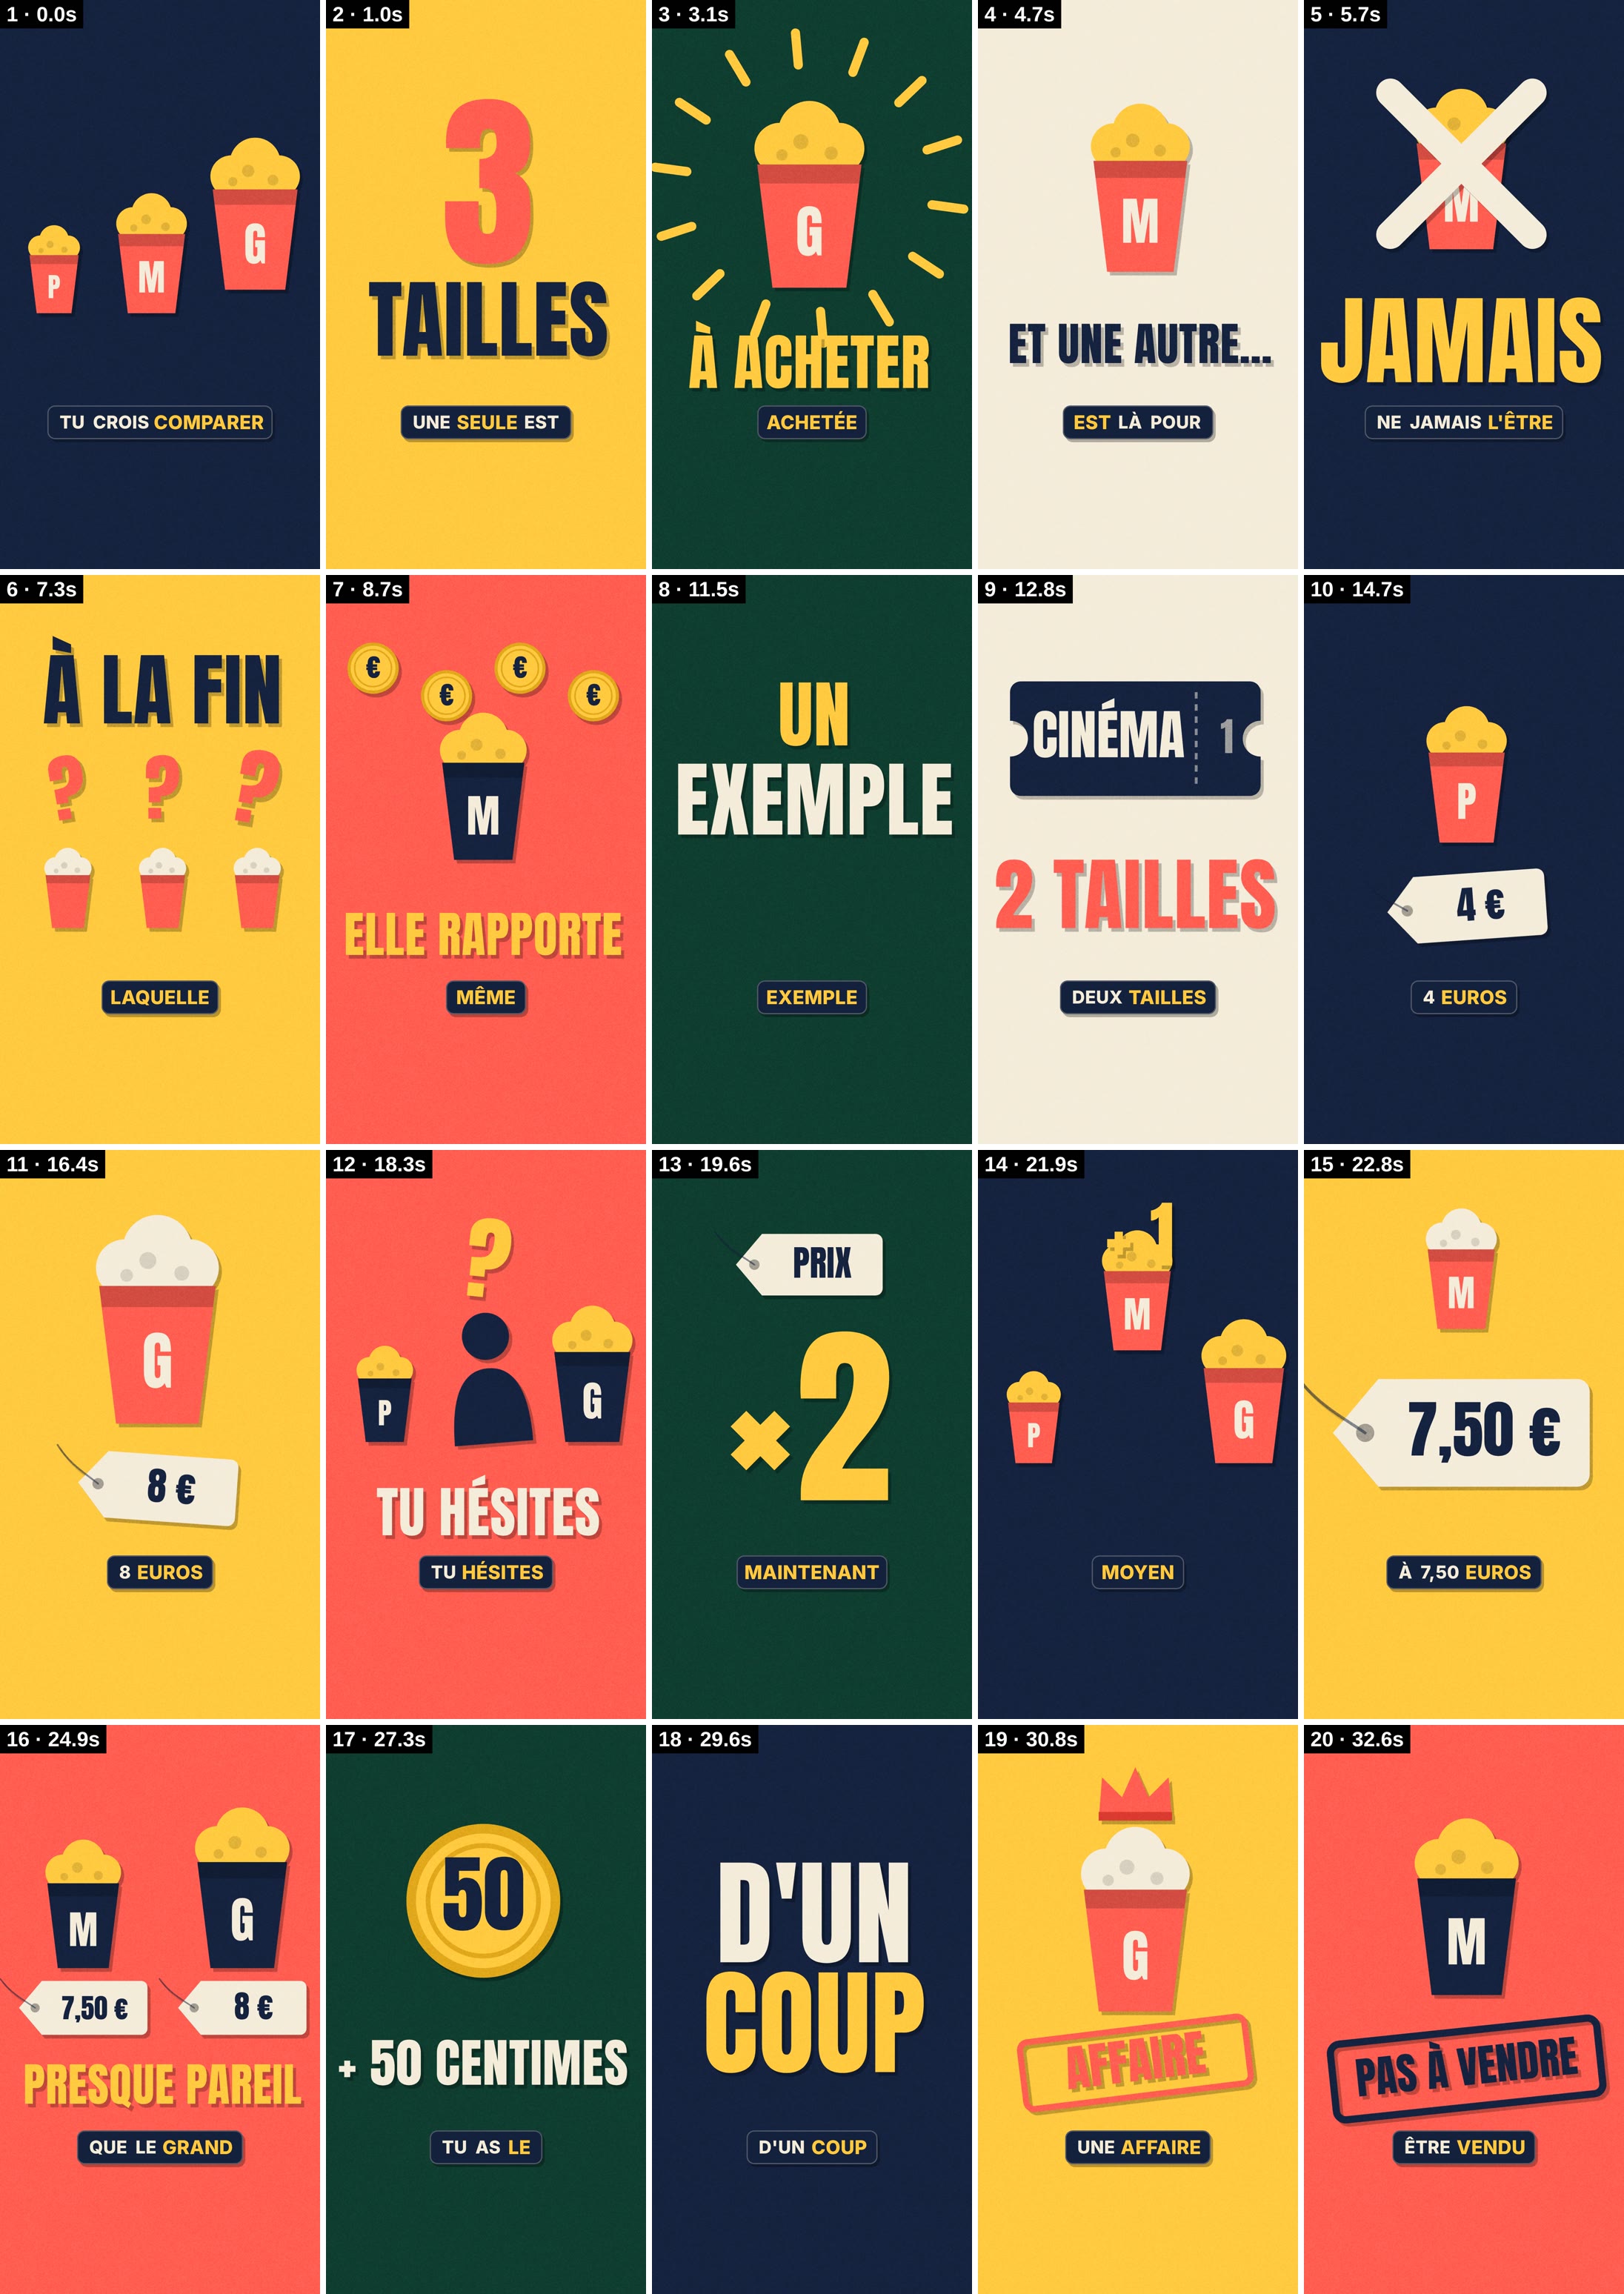 1 · 0.0s
P
M
G
TU CROIS COMPARER
2 · 1.0s
3
TAILLES
UNE SEULE EST
3 · 3.1s
G
À ACHETER
ACHETÉE
4 · 4.7s
M
ET UNE AUTRE...
EST LÀ POUR
5 · 5.7s
M
JAMAIS
NE JAMAIS L'ÊTRE
6 · 7.3s
À LA FIN
? ? ?
LAQUELLE
7 · 8.7s
€ € € €
M
ELLE RAPPORTE
MÊME
8 · 11.5s
UN
EXEMPLE
EXEMPLE
9 · 12.8s
CINÉMA 1
2 TAILLES
DEUX TAILLES
10 · 14.7s
P
4 €
4 EUROS
11 · 16.4s
G
8 €
8 EUROS
12 · 18.3s
?
P
G
TU HÉSITES
TU HÉSITES
13 · 19.6s
PRIX
×2
MAINTENANT
14 · 21.9s
+1
M
P
G
MOYEN
15 · 22.8s
M
7,50 €
À 7,50 EUROS
16 · 24.9s
M
G
7,50 €
8 €
PRESQUE PAREIL
QUE LE GRAND
17 · 27.3s
50
+ 50 CENTIMES
TU AS LE
18 · 29.6s
D'UN
COUP
D'UN COUP
19 · 30.8s
G
AFFAIRE
UNE AFFAIRE
20 · 32.6s
M
PAS À VENDRE
ÊTRE VENDU